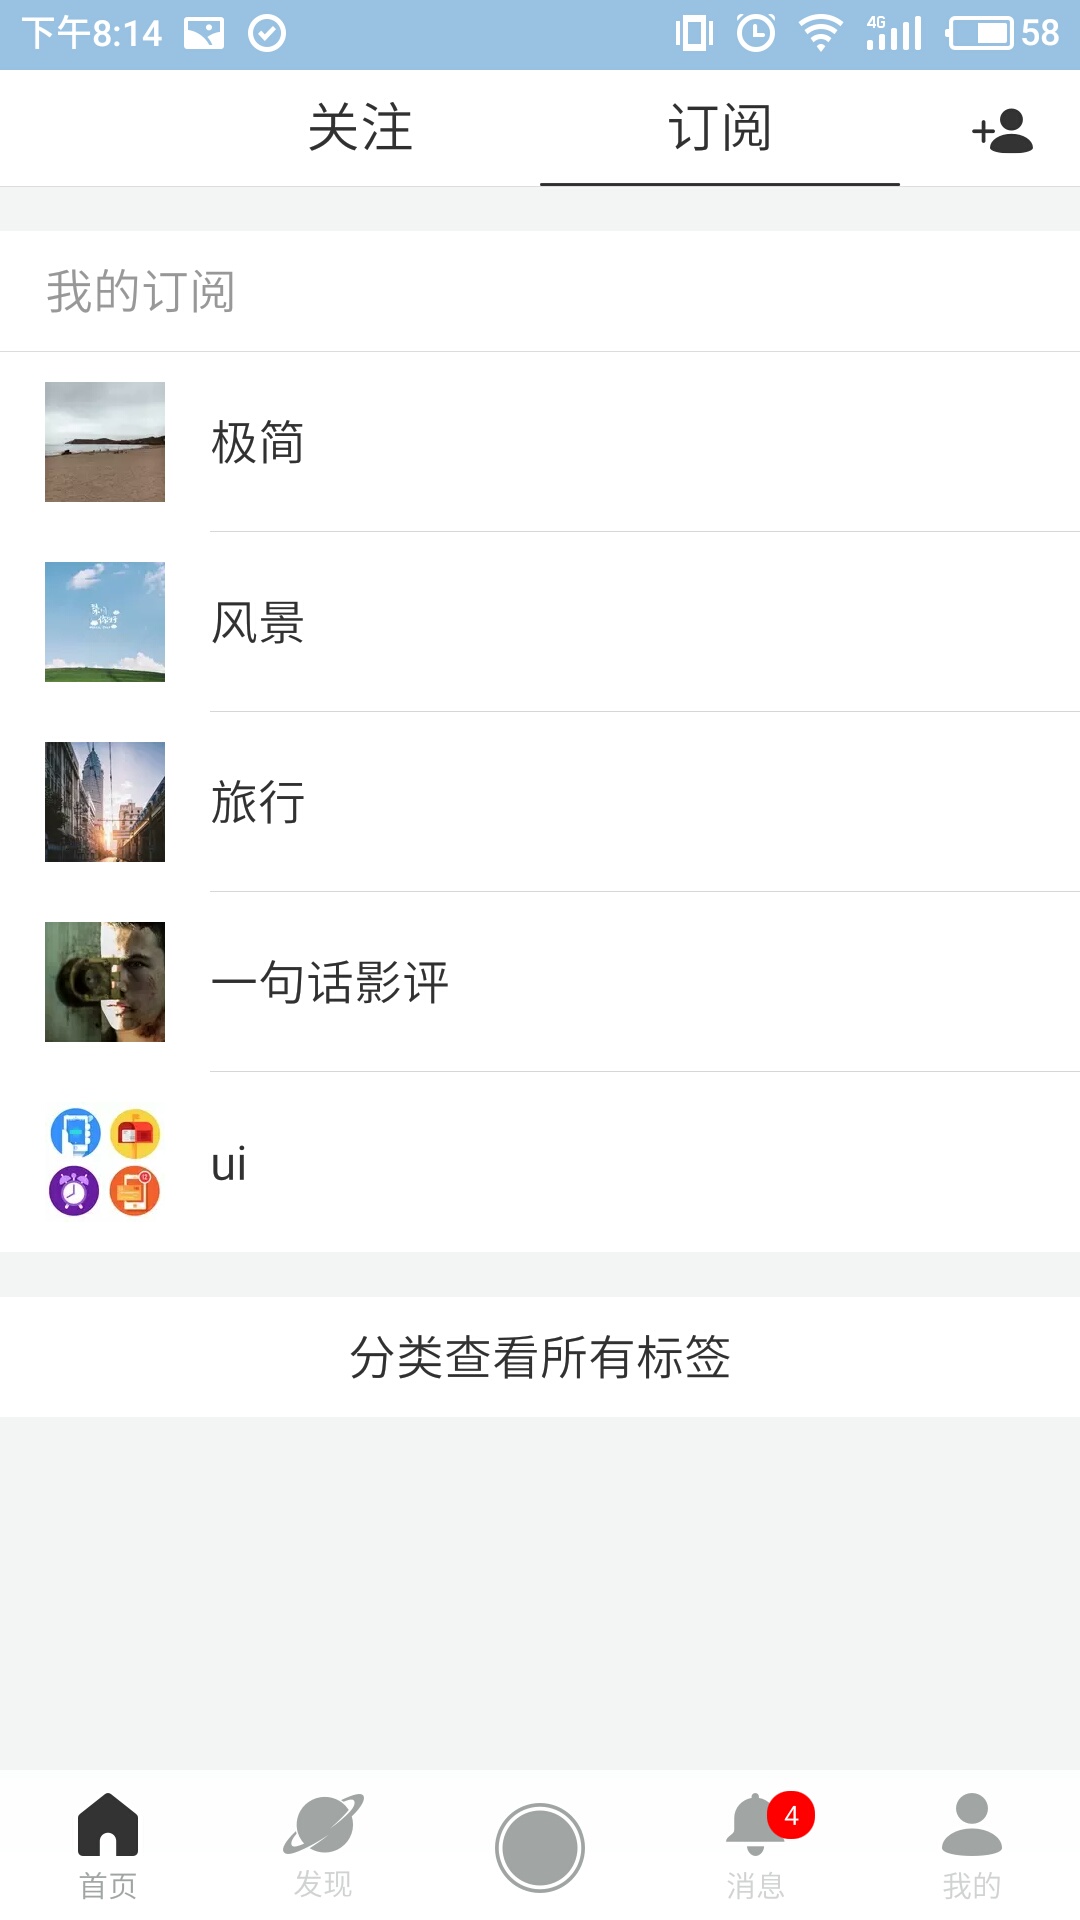 下午8:14 4G 58
关注 订阅
我的订阅
极简
风景
旅行
一句话影评
ui
分类查看所有标签
4
首页 发现 消息 我的